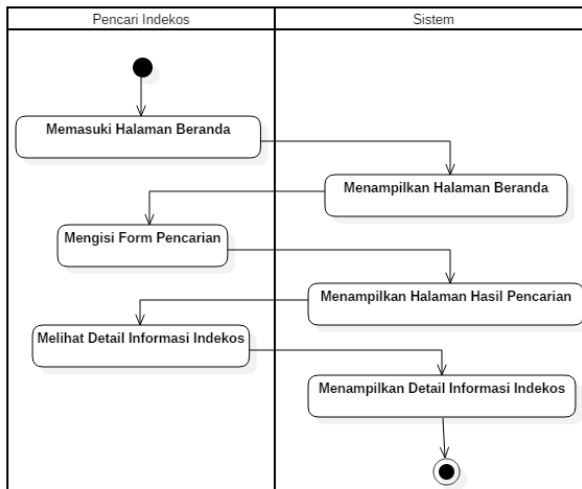 Pencari Indekos
Sistem
Memasuki Halaman Beranda
Menampilkan Halaman Beranda
Mengisi Form Pencarian
Menampilkan Halaman Hasil Pencarian
Melihat Detail Informasi Indekos
Menampilkan Detail Informasi Indekos